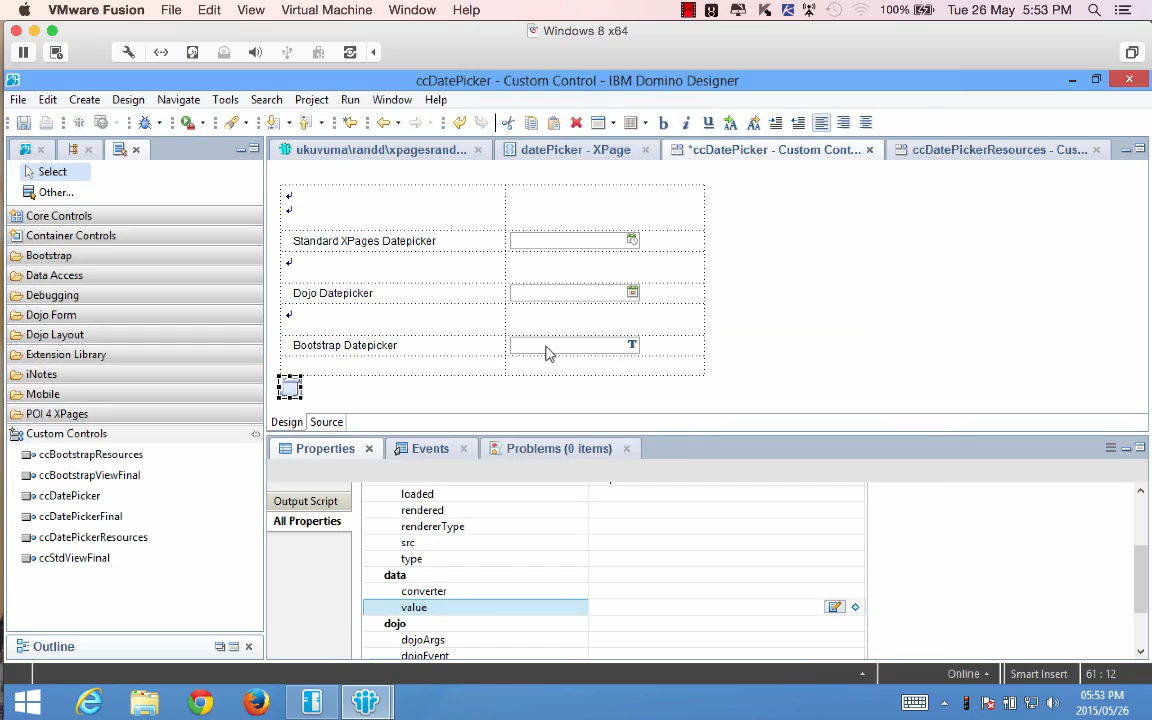 VMware Fusion File Edit View Virtual Machine Window Help 100% Tue 26 May 5:53 PM
Windows 8 x64
ccDatePicker - Custom Control - IBM Domino Designer
File Edit Create Design Navigate Tools Search Project Run Window Help
ukuvuma\randd\xpagesrand... datePicker - XPage *ccDatePicker - Custom Cont... ccDatePickerResources - Cus...
Select
Other...
Core Controls
Container Controls
Bootstrap
Data Access
Debugging
Dojo Form
Dojo Layout
Extension Library
iNotes
Mobile
POI 4 XPages
Custom Controls
ccBootstrapResources
ccBootstrapViewFinal
ccDatePicker
ccDatePickerFinal
ccDatePickerResources
ccStdViewFinal
Outline
Standard XPages Datepicker
Dojo Datepicker
Bootstrap Datepicker T
Design Source
Properties Events Problems (0 items)
Output Script
All Properties
loaded
rendered
rendererType
src
type
data
converter
value
dojo
dojoArgs
dojoEvent
Online Smart Insert 61 : 12
05:53 PM
2015/05/26